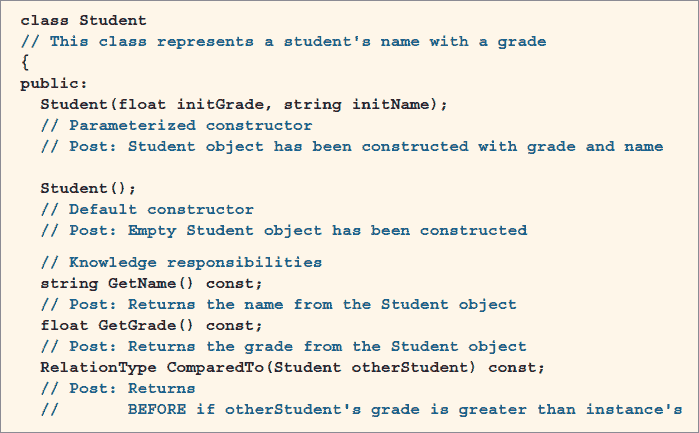 class Student
// This class represents a student's name with a grade
{
public:
Student(float initGrade, string initName);
// Parameterized constructor
// Post: Student object has been constructed with grade and name
Student();
// Default constructor
// Post: Empty Student object has been constructed
// Knowledge responsibilities
string GetName() const;
// Post: Returns the name from the Student object
float GetGrade() const;
// Post: Returns the grade from the Student object
RelationType ComparedTo(Student otherStudent) const;
// Post: Returns
// BEFORE if otherStudent's grade is greater than instance's